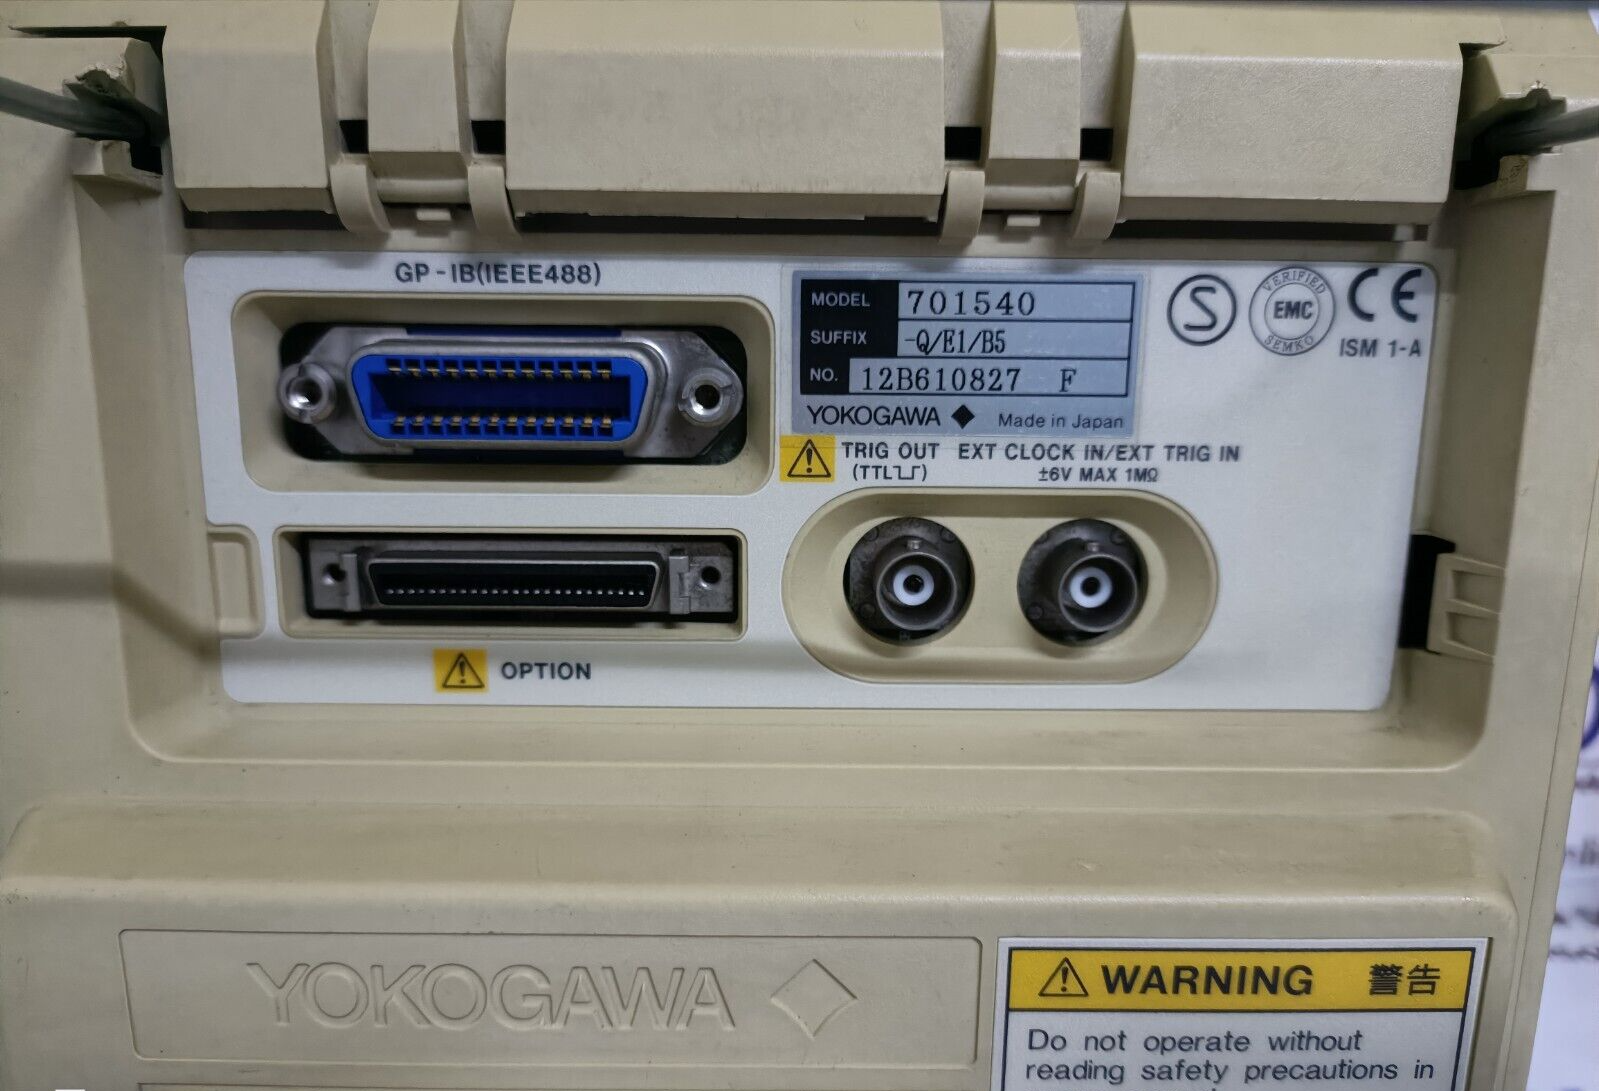 GP-IB(IEEE488)
MODEL 701540
SUFFIX -Q/E1/B5
NO. 12B610827 F
YOKOGAWA Made in Japan
S
VERIFIED
EMC
SEMKO
CE
ISM 1-A
TRIG OUT EXT CLOCK IN/EXT TRIG IN
(TTL) ±6V MAX 1MΩ
OPTION
YOKOGAWA
WARNING 警告
Do not operate without
reading safety precautions in